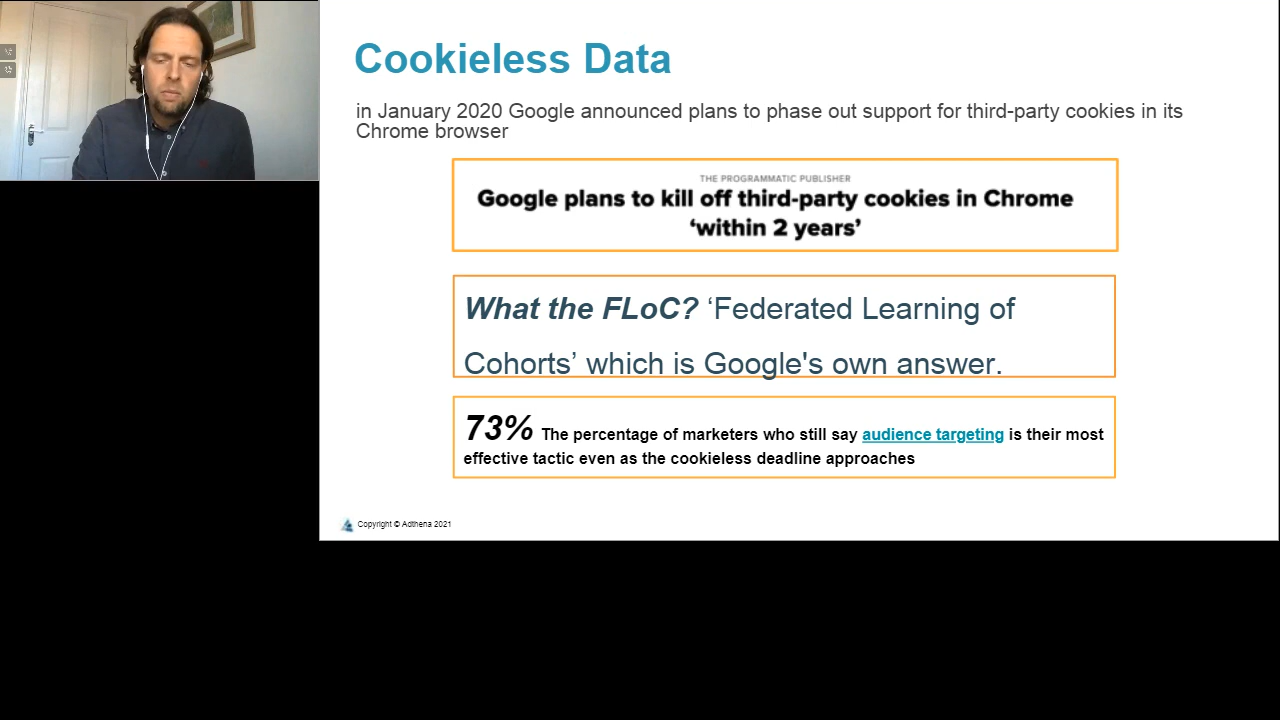 Cookieless Data
in January 2020 Google announced plans to phase out support for third-party cookies in its
Chrome browser
THE PROGRAMMATIC PUBLISHER
Google plans to kill off third-party cookies in Chrome
‘within 2 years’
What the FLoC? ‘Federated Learning of
Cohorts’ which is Google's own answer.
73% The percentage of marketers who still say audience targeting is their most
effective tactic even as the cookieless deadline approaches
Copyright © Adthena 2021